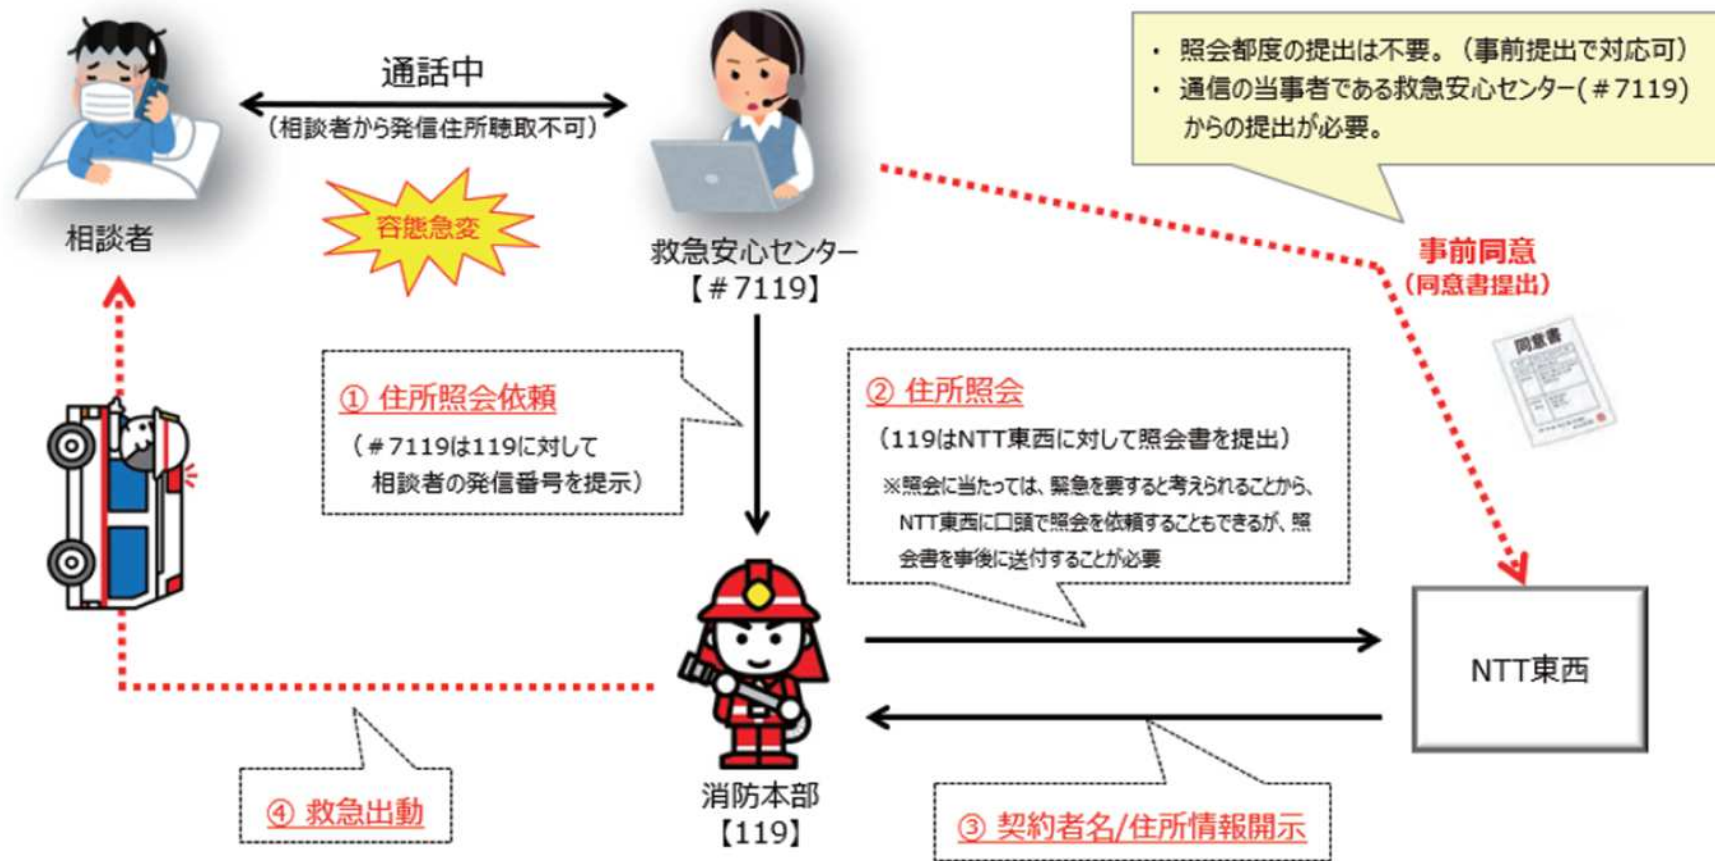 通話中
(相談者から発信住所聴取不可)
・ 照会都度の提出は不要。(事前提出で対応可)
・ 通信の当事者である救急安心センター(#7119)
からの提出が必要。
容態急変
相談者
救急安心センター
【#7119】
事前同意
(同意書提出)
同意書
① 住所照会依頼
(#7119は119に対して
相談者の発信番号を提示)
② 住所照会
(119はNTT東西に対して照会書を提出)
※照会に当たっては、緊急を要すると考えられることから、
NTT東西に口頭で照会を依頼することもできるが、照
会書を事後に送付することが必要
NTT東西
消防本部
【119】
④ 救急出動
③ 契約者名/住所情報開示